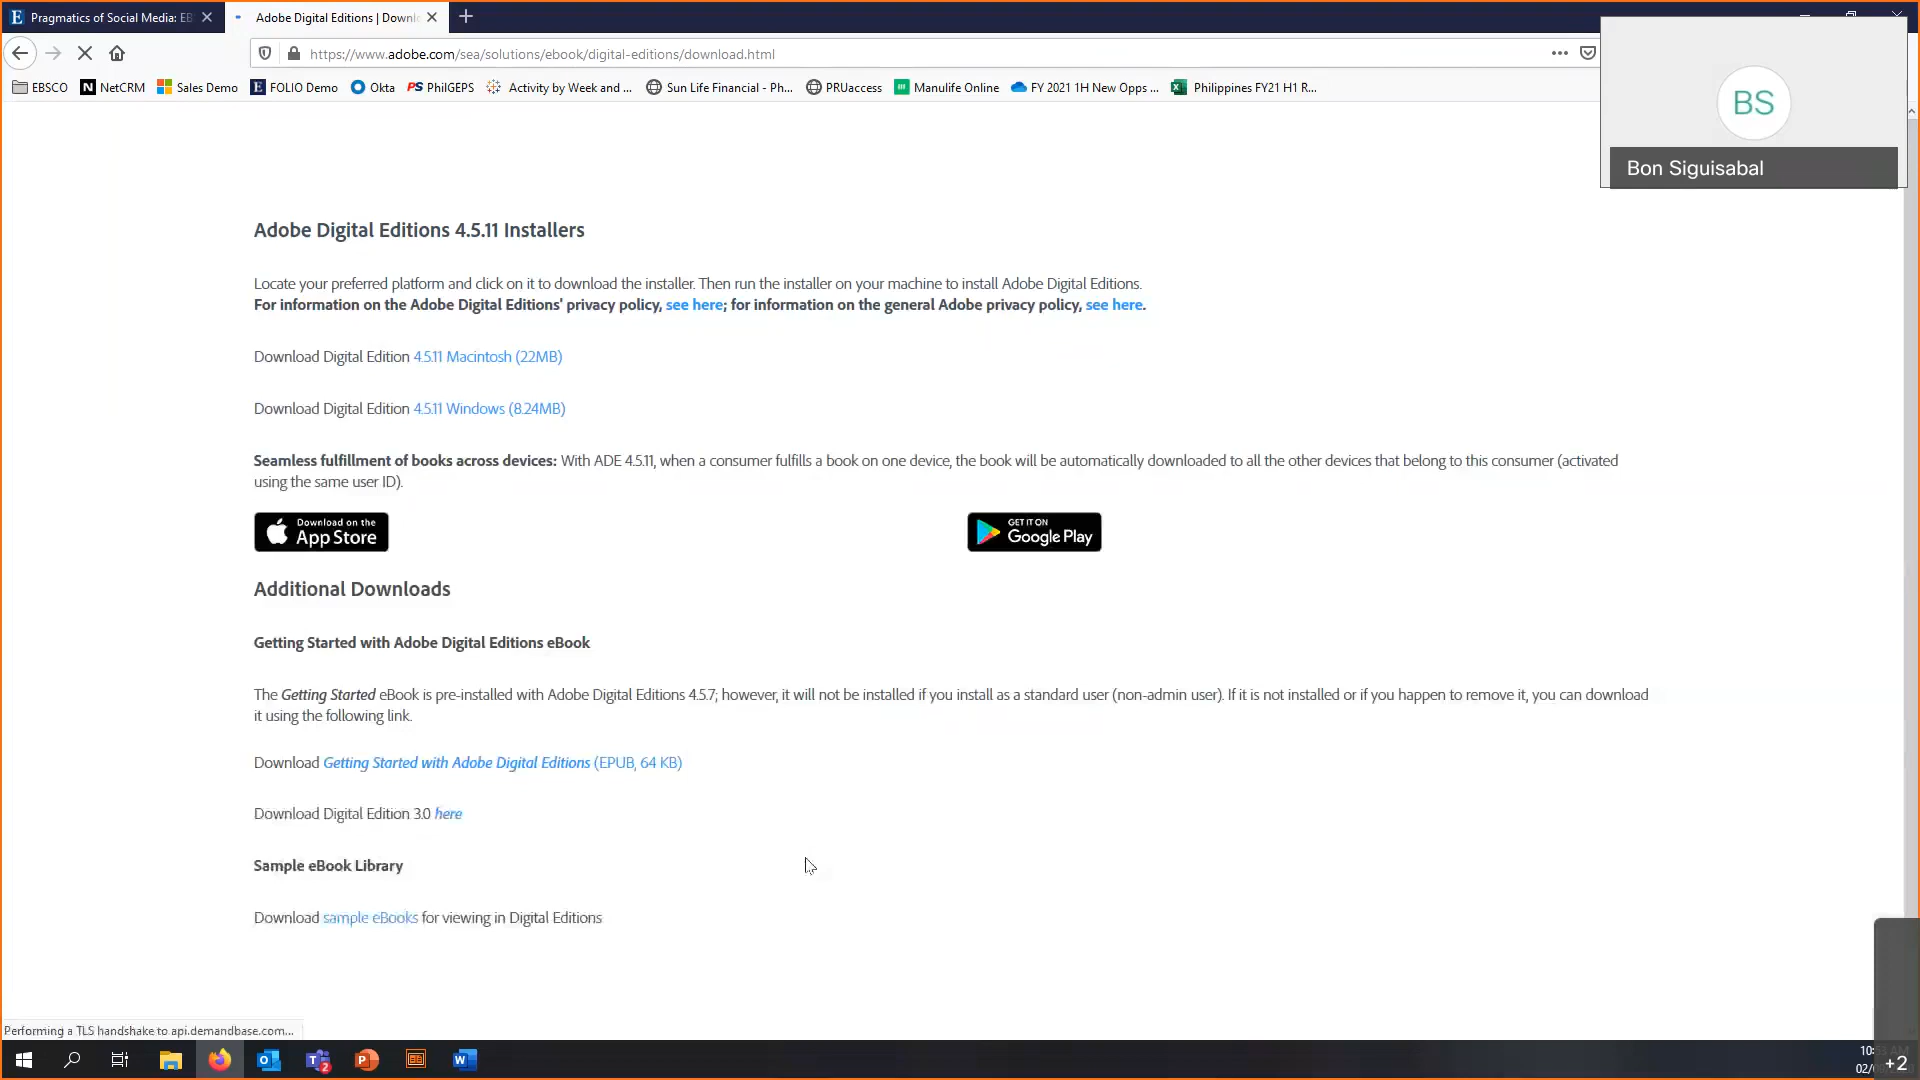 Pragmatics of Social Media: EB
Adobe Digital Editions | Downl
https://www.adobe.com/sea/solutions/ebook/digital-editions/download.html
EBSCO
NetCRM
Sales Demo
FOLIO Demo
Okta
PhilGEPS
Activity by Week and ...
Sun Life Financial - Ph...
PRUaccess
Manulife Online
FY 2021 1H New Opps ...
Philippines FY21 H1 R...
BS
Bon Siguisabal
Adobe Digital Editions 4.5.11 Installers
Locate your preferred platform and click on it to download the installer. Then run the installer on your machine to install Adobe Digital Editions.
For information on the Adobe Digital Editions' privacy policy, see here; for information on the general Adobe privacy policy, see here.
Download Digital Edition 4.5.11 Macintosh (22MB)
Download Digital Edition 4.5.11 Windows (8.24MB)
Seamless fulfillment of books across devices: With ADE 4.5.11, when a consumer fulfills a book on one device, the book will be automatically downloaded to all the other devices that belong to this consumer (activated
using the same user ID).
Download on the
App Store
GET IT ON
Google Play
Additional Downloads
Getting Started with Adobe Digital Editions eBook
The Getting Started eBook is pre-installed with Adobe Digital Editions 4.5.7; however, it will not be installed if you install as a standard user (non-admin user). If it is not installed or if you happen to remove it, you can download
it using the following link.
Download Getting Started with Adobe Digital Editions (EPUB, 64 KB)
Download Digital Edition 3.0 here
Sample eBook Library
Download sample eBooks for viewing in Digital Editions
Performing a TLS handshake to api.demandbase.com...
+2